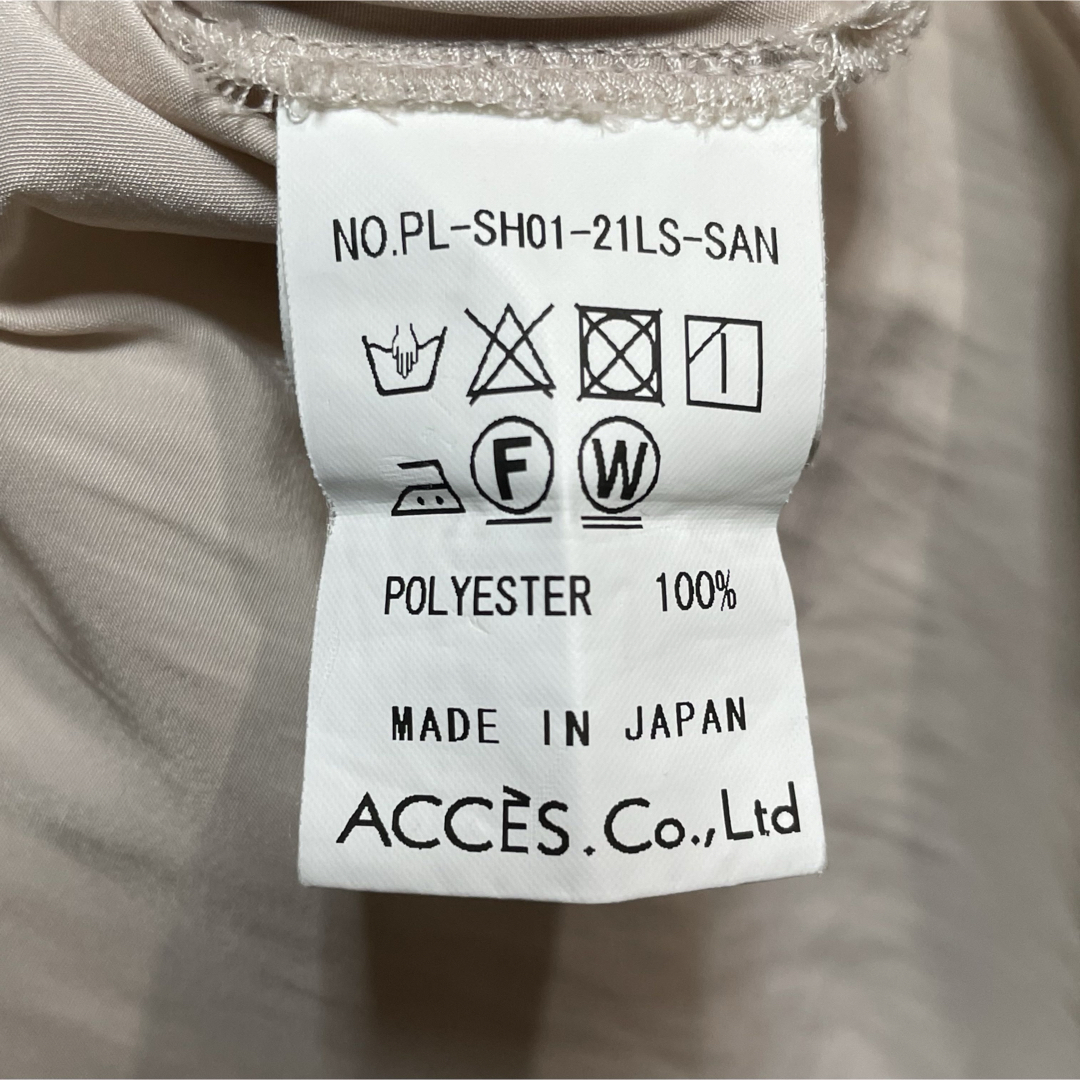 NO.PL-SH01-21LS-SAN
F W
POLYESTER 100%
MADE IN JAPAN
ACCÈS.Co.,Ltd